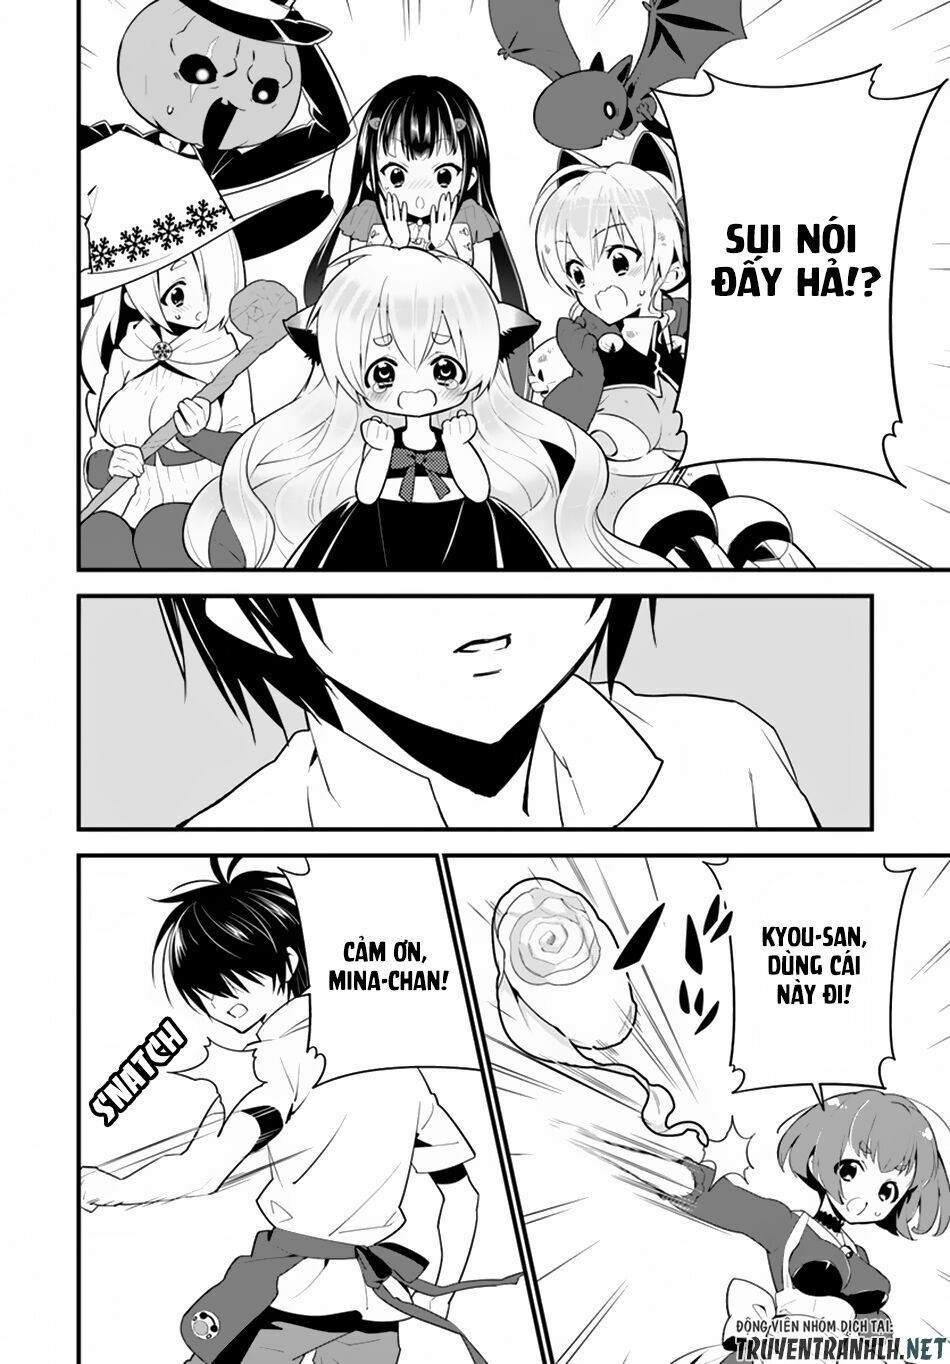 SUI NÓI
ĐẤY HẢ!?
KYOU-SAN,
DÙNG CÁI
NÀY ĐI!
CẢM ƠN,
MINA-CHAN!
SNATCH
ĐỘNG VIÊN NHÓM DỊCH TẠI:
TRUYENTRANHLH.NET